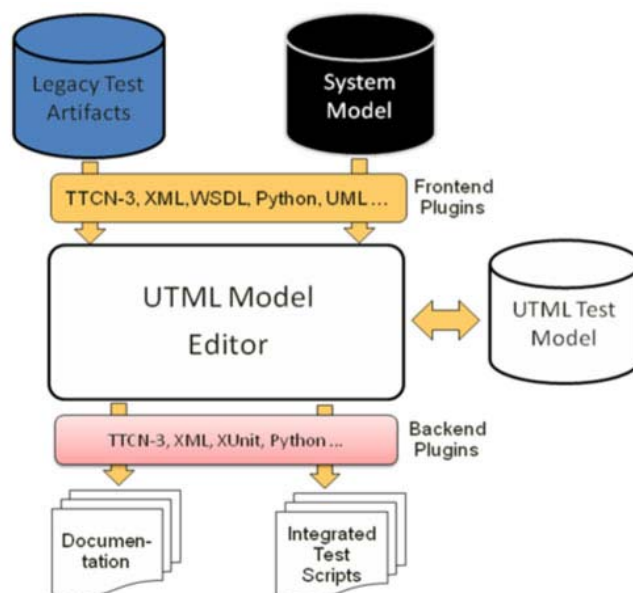 Legacy Test
Artifacts
System
Model
TTCN-3, XML,WSDL, Python, UML ...
Frontend
Plugins
UTML Model
Editor
UTML Test
Model
TTCN-3, XML, XUnit, Python ...
Backend
Plugins
Documen-
tation
Integrated
Test
Scripts